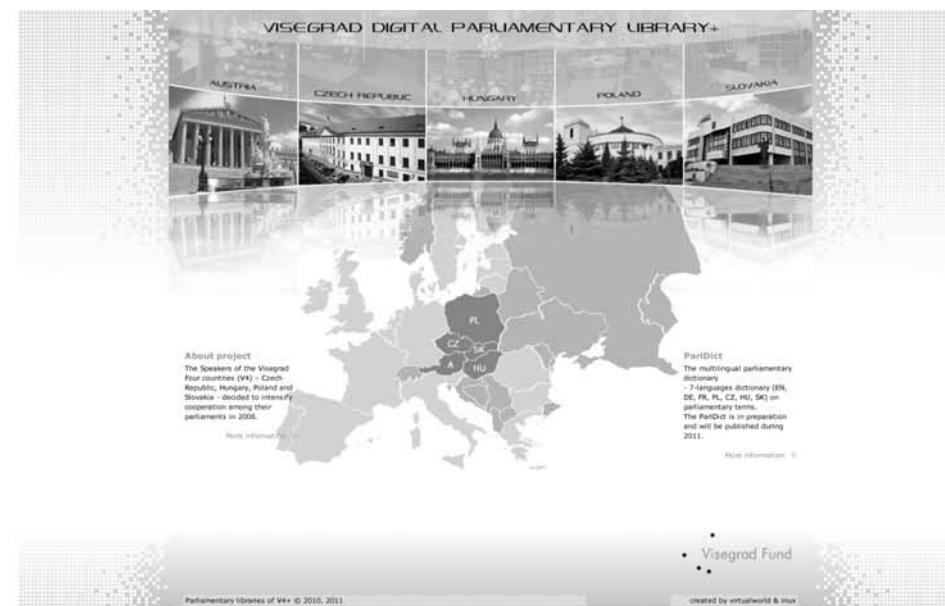 VISEGRAD DIGITAL PARLIAMENTARY LIBRARY+
AUSTRIA
CZECH REPUBLIC
HUNGARY
POLAND
SLOVAKIA
PL
CZ
SK
A
HU
About project
The Speakers of the Visegrad
Four countries (V4) – Czech
Republic, Hungary, Poland and
Slovakia - decided to intensify
cooperation among their
parliaments in 2008.
More information
ParlDict
The multilingual parliamentary
dictionary
- 7-languages dictionary (EN,
DE, FR, PL, CZ, HU, SK) on
parliamentary terms.
The ParlDict is in preparation
and will be published during
2011.
More information
Visegrad Fund
Parliamentary libraries of V4+ © 2010, 2011
created by virtualworld & inux